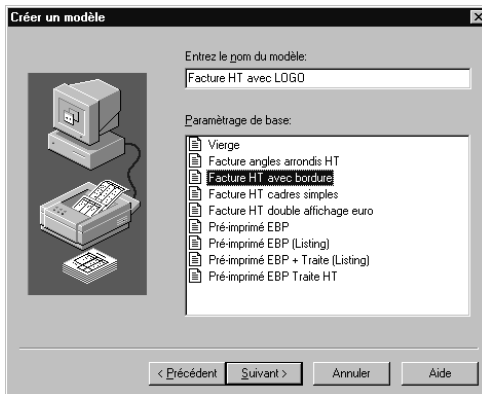 Créer un modèle
Entrez le nom du modèle:
Facture HT avec LOGO
Paramètrage de base:
Vierge
Facture angles arrondis HT
Facture HT avec bordure
Facture HT cadres simples
Facture HT double affichage euro
Pré-imprimé EBP
Pré-imprimé EBP (Listing)
Pré-imprimé EBP + Traite (Listing)
Pré-imprimé EBP Traite HT
< Précédent Suivant > Annuler Aide